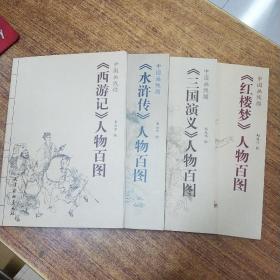 中国画线描
《西游记》人物百图
中国画线描
《水浒传》人物百图
中国画线描
《三国演义》人物百图
中国画线描
《红楼梦》人物百图